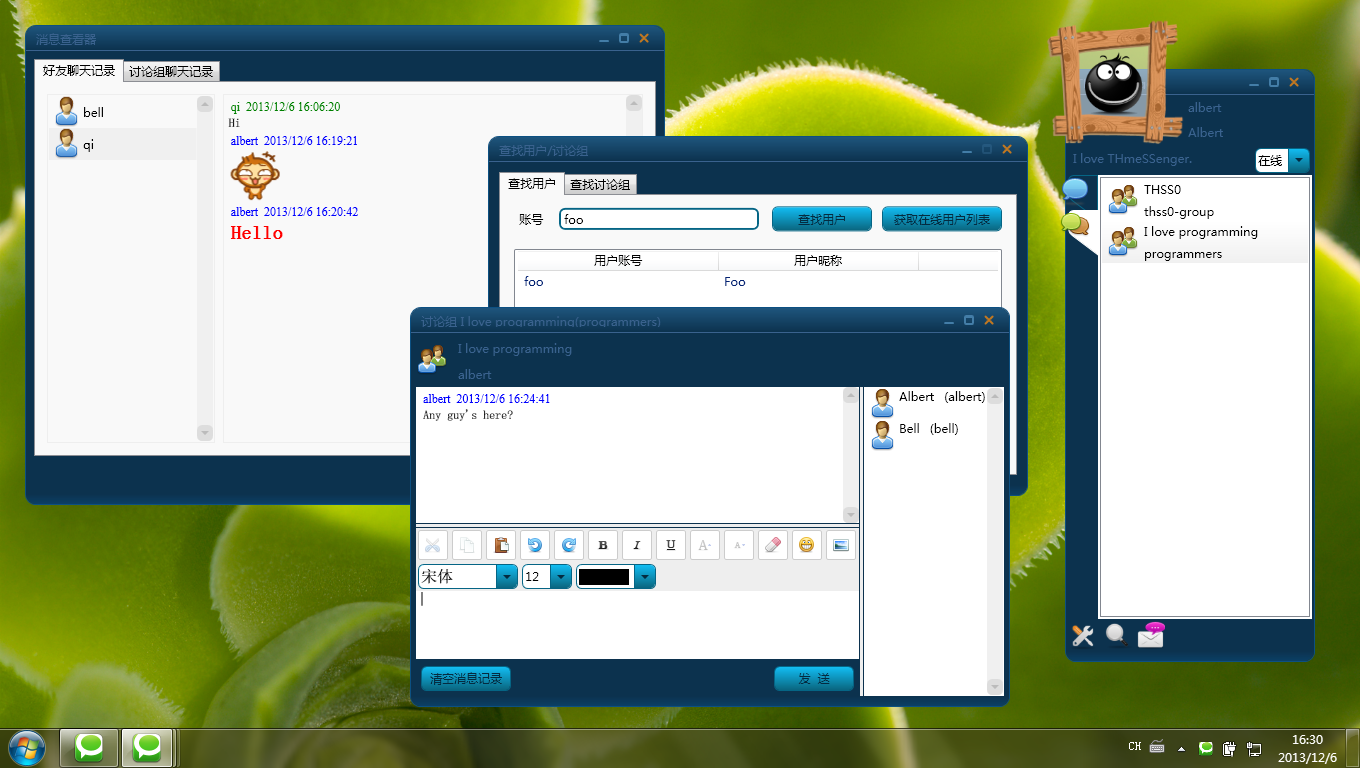 消息查看器
好友聊天记录 讨论组聊天记录
bell
qi
qi 2013/12/6 16:06:20
Hi
albert 2013/12/6 16:19:21
albert 2013/12/6 16:20:42
Hello
查找用户/讨论组
查找用户 查找讨论组
账号 foo 查找用户 获取在线用户列表
用户账号 用户昵称
foo Foo
讨论组 I love programming(programmers)
I love programming
albert
albert 2013/12/6 16:24:41
Any guy's here?
Albert (albert)
Bell (bell)
B I U A A
宋体 12
清空消息记录 发 送
albert
Albert
I love THmeSSenger.
在线
THSS0
thss0-group
I love programming
programmers
CH
16:30
2013/12/6